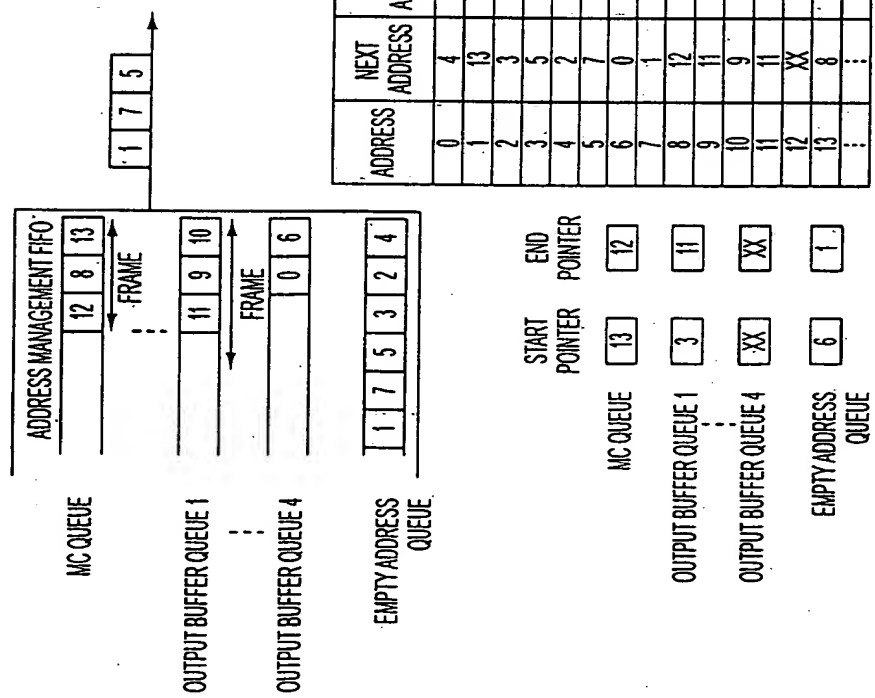 ADDRESS MANAGEMENT FIFO
MC QUEUE 12 8 13
FRAME
1 7 5
OUTPUT BUFFER QUEUE 1 11 9 10
FRAME
OUTPUT BUFFER QUEUE 4 0 6
EMPTY ADDRESS QUEUE 1 7 5 3 2 4
START POINTER END POINTER
MC QUEUE 13 12
OUTPUT BUFFER QUEUE 1 3 11
OUTPUT BUFFER QUEUE 4 XX XX
EMPTY ADDRESS QUEUE 6 1
ADDRESS NEXT ADDRESS A
0 4
1 13
2 3
3 5
4 2
5 7
6 0
7 1
8 12
9 11
10 9
11 11
12 XX
13 8